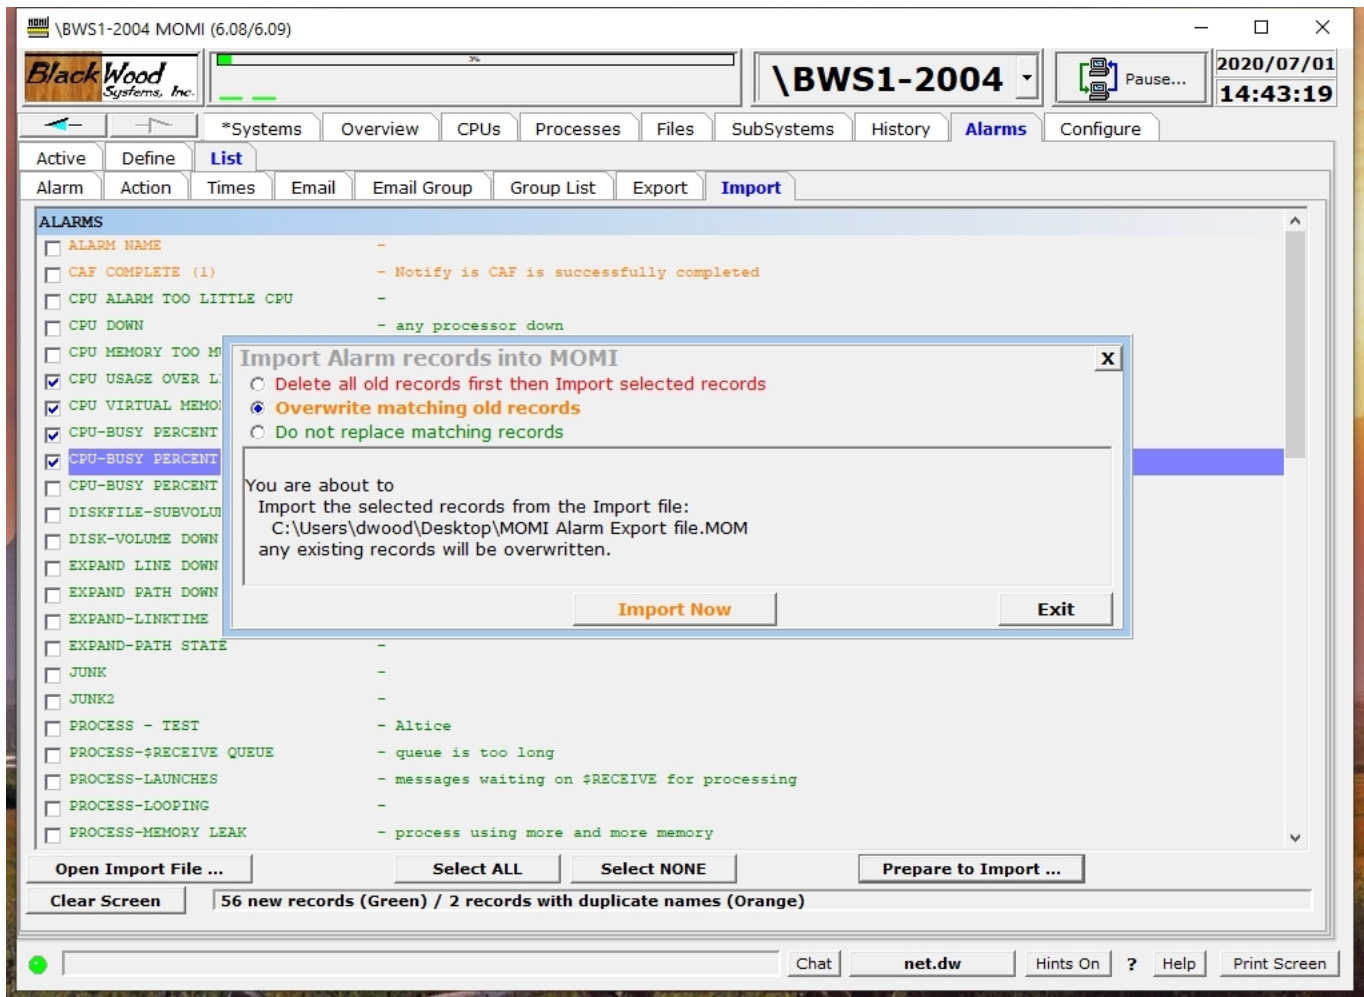 \BWS1-2004 MOMI (6.08/6.09)
BlackWood
Systems, Inc.
3%
\BWS1-2004
Pause...
2020/07/01
14:43:19
*Systems Overview CPUs Processes Files SubSystems History Alarms Configure
Active Define List
Alarm Action Times Email Email Group Group List Export Import
ALARMS
ALARM NAME -
CAF COMPLETE (1) - Notify is CAF is successfully completed
CPU ALARM TOO LITTLE CPU -
CPU DOWN - any processor down
CPU MEMORY TOO
CPU USAGE OVER
CPU VIRTUAL
CPU-BUSY PERCENT
CPU-BUSY PERCENT
CPU-BUSY PERCENT
DISK-VOLUME DOWN
EXPAND LINE DOWN
EXPAND PATH DOWN
EXPAND-LINKTIME
EXPAND-PATH STATE -
JUNK -
JUNK2 -
PROCESS - TEST - Altice
PROCESS-$RECEIVE QUEUE - queue is too long
PROCESS-LAUNCHES - messages waiting on $RECEIVE for processing
PROCESS-LOOPING -
PROCESS-MEMORY LEAK - process using more and more memory
Import Alarm records into MOMI X
Delete all old records first then Import selected records
Overwrite matching old records
Do not replace matching records
You are about to
Import the selected records from the Import file:
C:\Users\dwood\Desktop\MOMI Alarm Export file.MOM
any existing records will be overwritten.
Import Now Exit
Open Import File ... Select ALL Select NONE Prepare to Import ...
Clear Screen 56 new records (Green) / 2 records with duplicate names (Orange)
Chat net.dw Hints On ? Help Print Screen